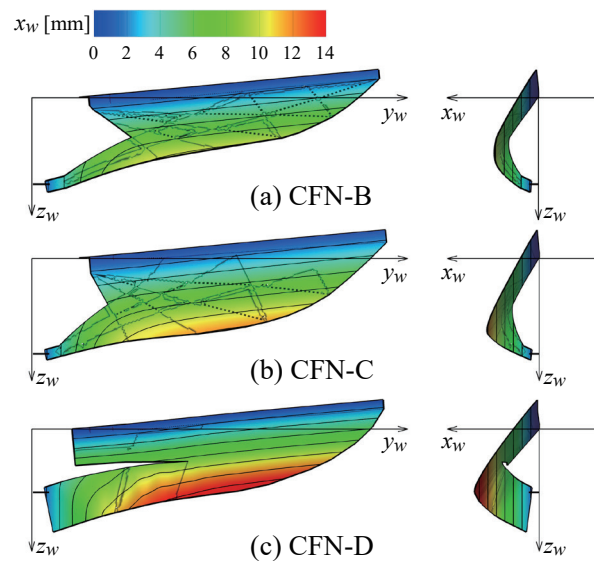 x_w [mm]
0 2 4 6 8 10 12 14
y_w x_w
z_w z_w
(a) CFN-B
y_w x_w
z_w z_w
(b) CFN-C
y_w x_w
z_w z_w
(c) CFN-D